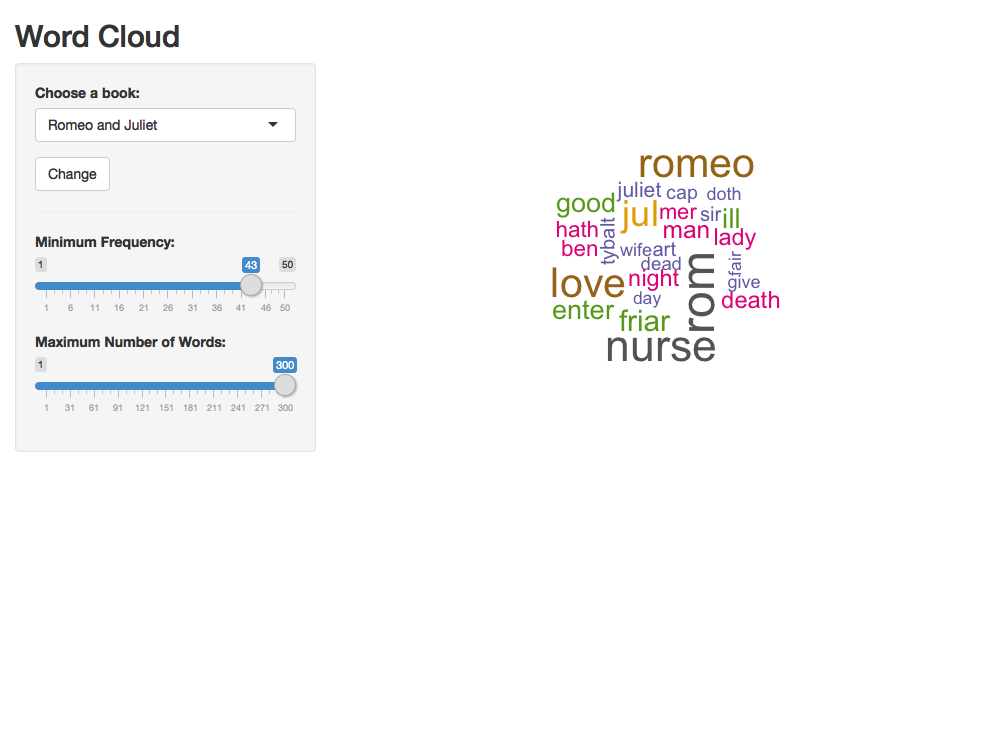 Word Cloud
Choose a book:
Romeo and Juliet
Change
Minimum Frequency:
1 43 50
1 6 11 16 21 26 31 36 41 46 50
Maximum Number of Words:
1 300
1 31 61 91 121 151 181 211 241 271 300
romeo
juliet cap doth
good jul mer sir ill
hath tybalt man lady
ben wife art
dead fair
love night rom give
day death
enter friar
nurse